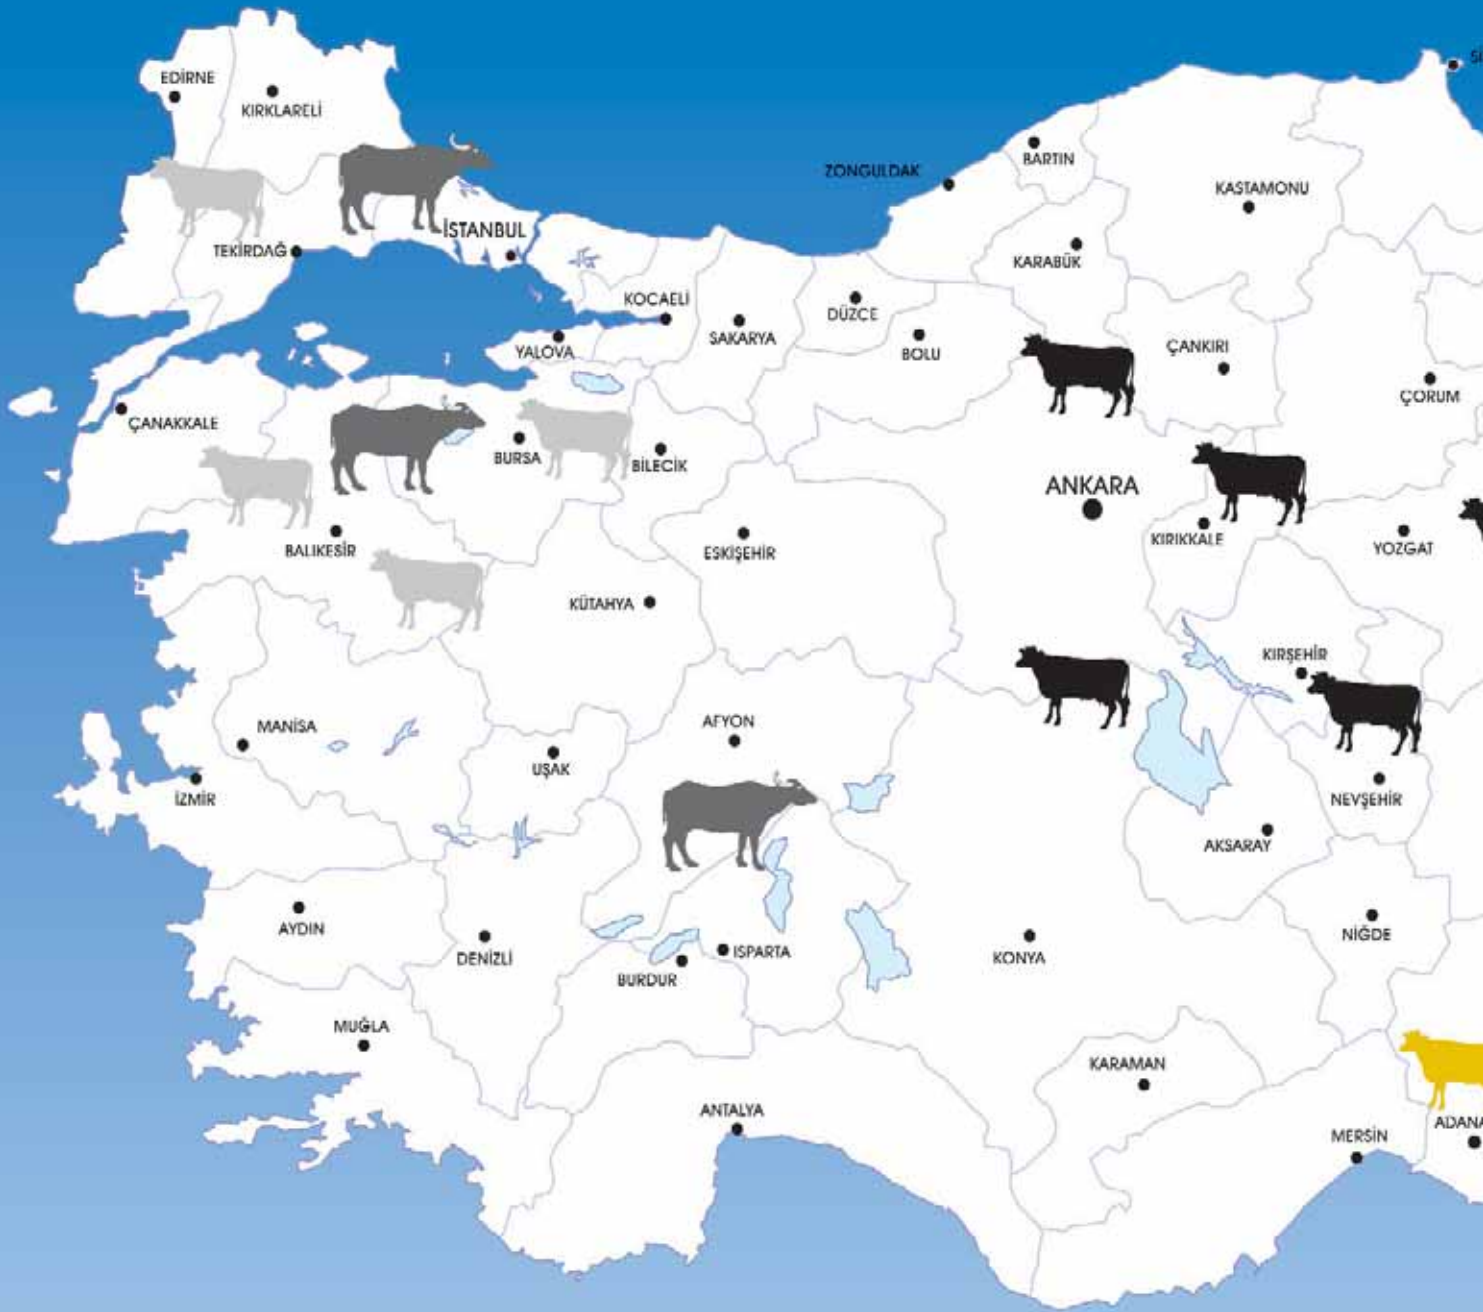 Sİ
EDİRNE
KIRKLARELİ
BARTIN
ZONGULDAK
KASTAMONU
İSTANBUL
TEKİRDAĞ
KARABÜK
KOCAELİ
DÜZCE
SAKARYA
YALOVA
BOLU
ÇANKIRI
ÇORUM
ÇANAKKALE
BURSA
BİLECİK
ANKARA
KIRIKKALE
YOZGAT
BALIKESİR
ESKİŞEHİR
KÜTAHYA
KIRŞEHİR
MANİSA
AFYON
UŞAK
İZMİR
NEVŞEHİR
AKSARAY
AYDIN
NİĞDE
DENİZLİ
ISPARTA
KONYA
BURDUR
MUĞLA
KARAMAN
ANTALYA
ADANA
MERSİN